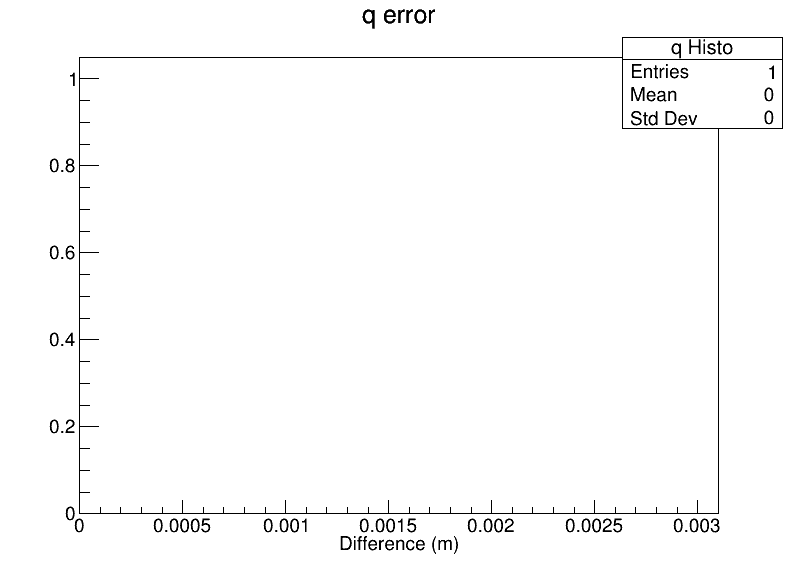 q error
q Histo
Entries 1
Mean 0
Std Dev 0
1
0.8
0.6
0.4
0.2
0
0 0.0005 0.001 0.0015 0.002 0.0025 0.003
Difference (m)